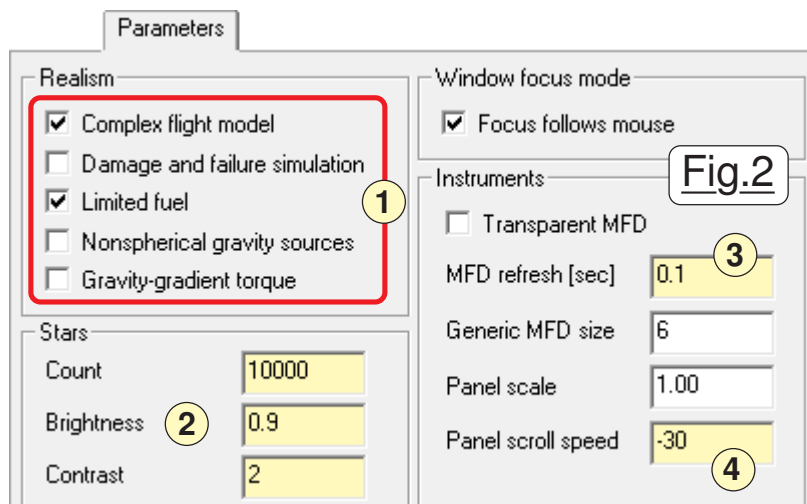 Parameters
Realism
Complex flight model
Damage and failure simulation
Limited fuel
1
Nonspherical gravity sources
Gravity-gradient torque
Stars
Count 10000
Brightness 2 0.9
Contrast 2
Window focus mode
Focus follows mouse
Fig.2
Instruments
Transparent MFD
3
MFD refresh [sec] 0.1
Generic MFD size 6
Panel scale 1.00
Panel scroll speed -30
4